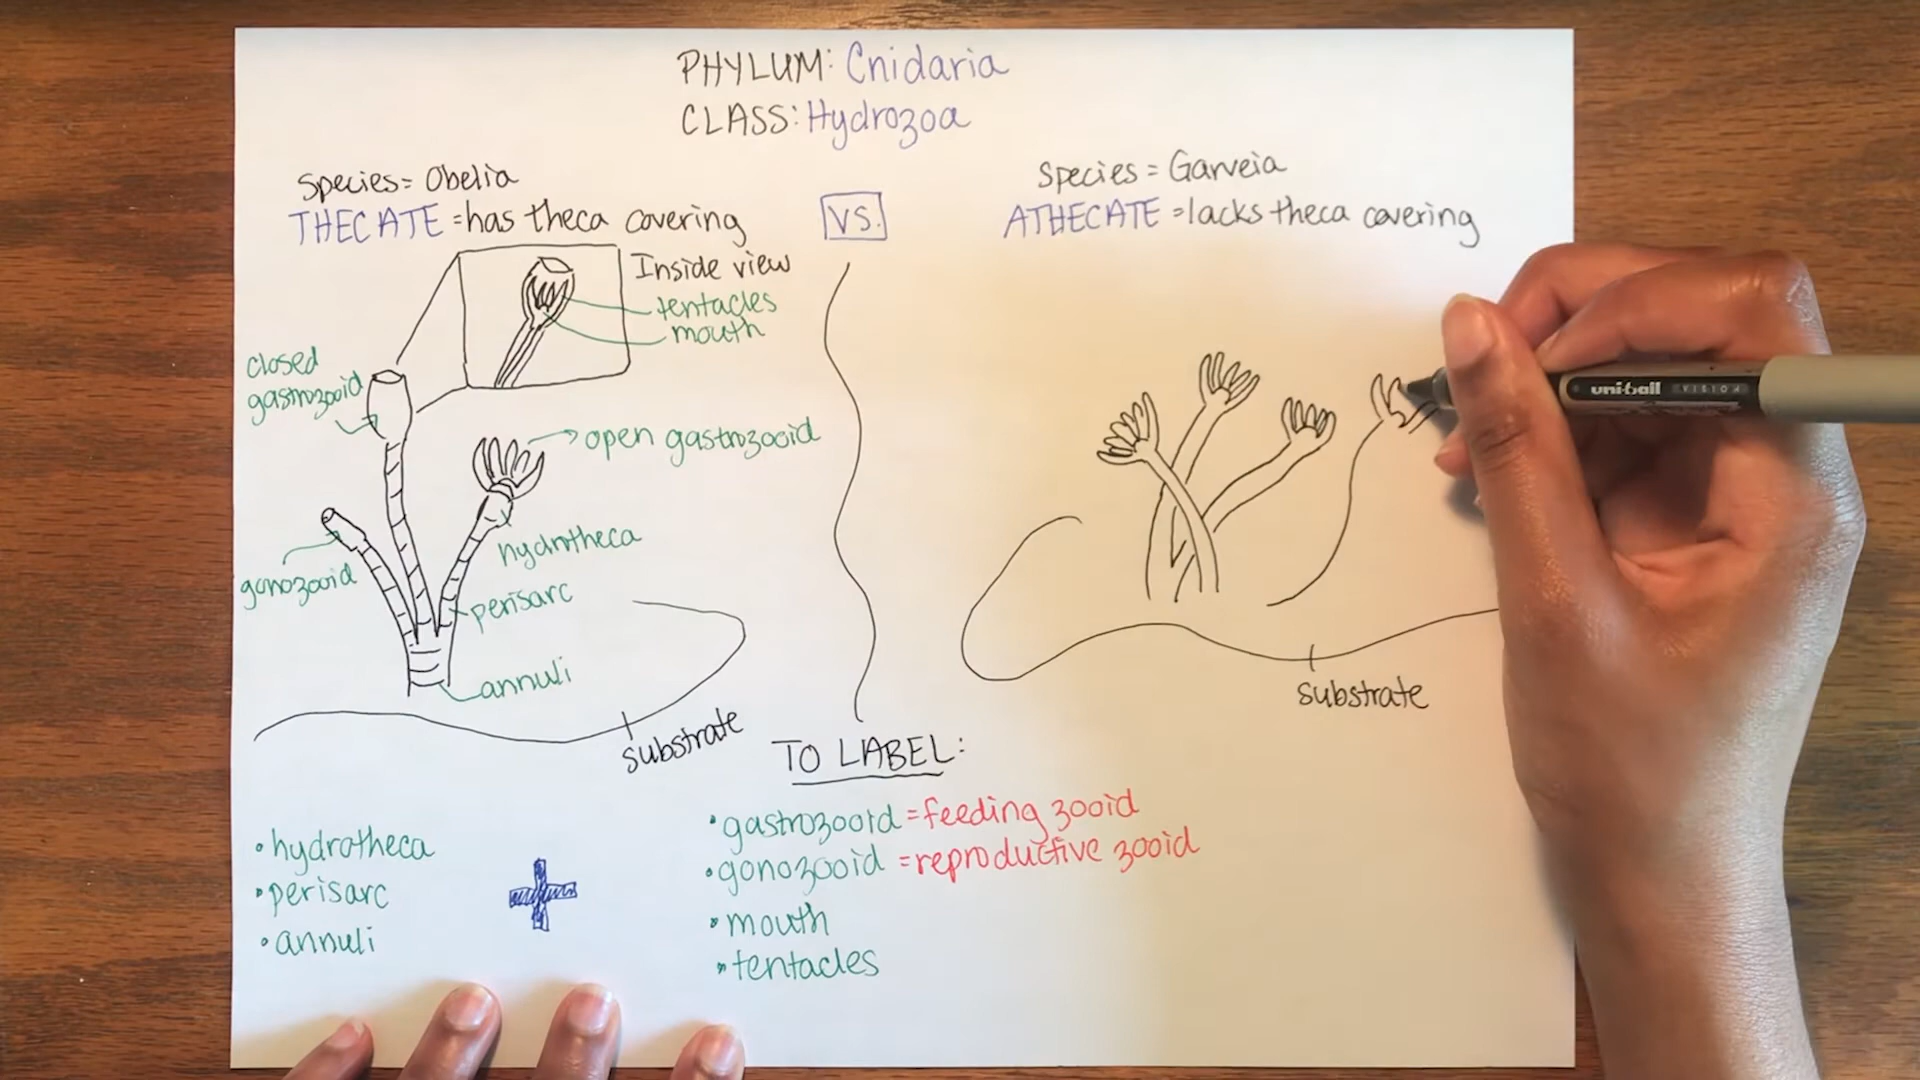 PHYLUM: Cnidaria
CLASS: Hydrozoa
Species= Obelia
THECATE =has theca covering
VS.
Species = Garveia
ATHECATE =lacks theca covering
Inside view
tentacles
mouth
closed
gastrozooid
open gastrozooid
hydrotheca
gonozooid
perisarc
annuli
substrate
substrate
uni-ball
TO LABEL:
•hydrotheca
•perisarc
•annuli
•gastrozooid =feeding zooid
•gonozooid =reproductive zooid
•mouth
•tentacles